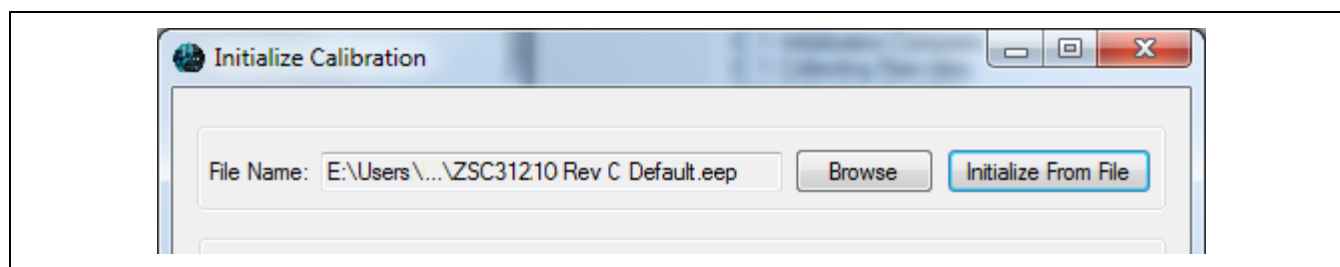 Initialize Calibration
File Name: E:\Users\...\ZSC31210 Rev C Default.eep Browse Initialize From File